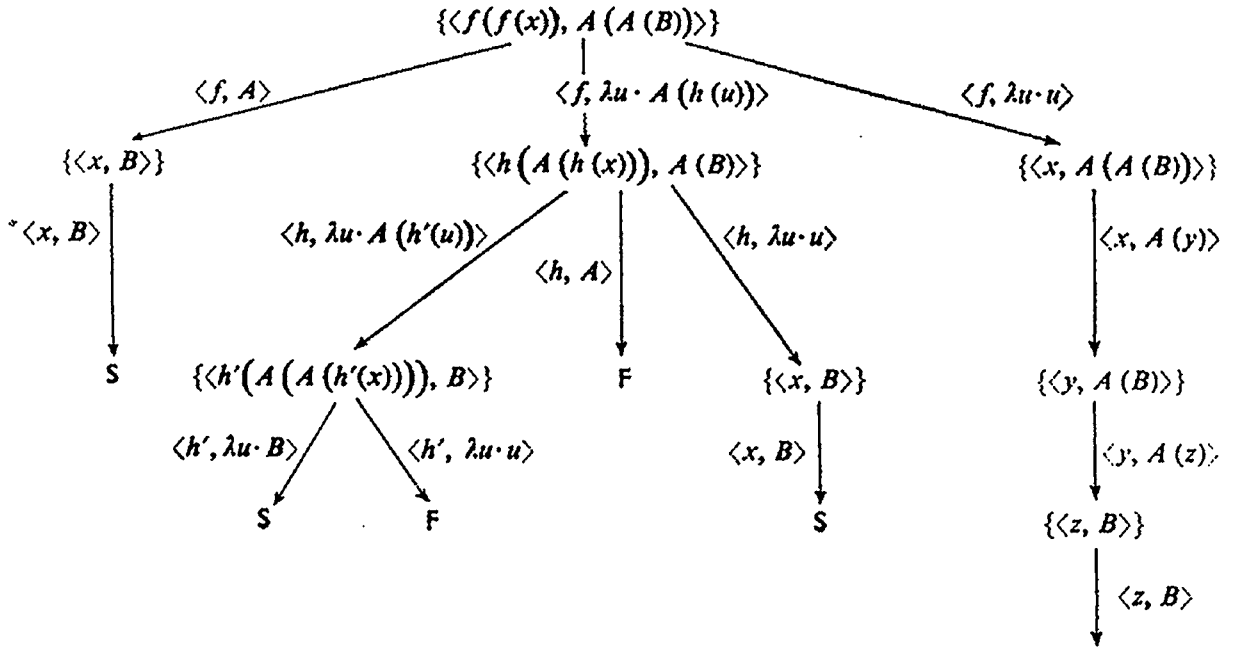 {⟨f(f(x)), A(A(B))⟩}
⟨f, A⟩ ⟨f, λu· A(h(u))⟩ ⟨f, λu·u⟩
{⟨x, B⟩} {⟨h(A(h(x))), A(B)⟩} {⟨x, A(A(B))⟩}
⟨x, B⟩ ⟨h, λu· A(h′(u))⟩ ⟨h, λu·u⟩ ⟨x, A(y)⟩
⟨h, A⟩
S {⟨h′(A(A(h′(x)))), B⟩} F {⟨x, B⟩} {⟨y, A(B)⟩}
⟨h′, λu· B⟩ ⟨h′, λu·u⟩ ⟨x, B⟩ ⟨y, A(z)⟩
S F S {⟨z, B⟩}
⟨z, B⟩